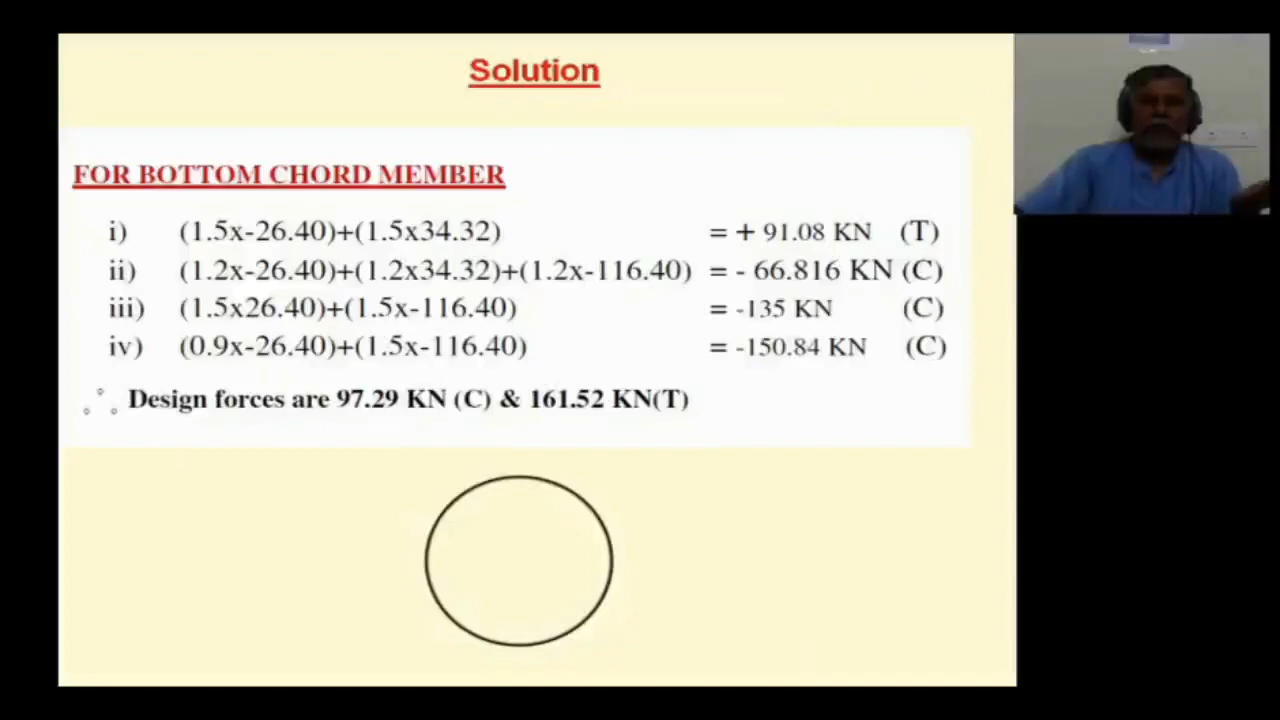 Solution
FOR BOTTOM CHORD MEMBER
i) (1.5x-26.40)+(1.5x34.32) = + 91.08 KN (T)
ii) (1.2x-26.40)+(1.2x34.32)+(1.2x-116.40) = - 66.816 KN (C)
iii) (1.5x26.40)+(1.5x-116.40) = -135 KN (C)
iv) (0.9x-26.40)+(1.5x-116.40) = -150.84 KN (C)
∴ Design forces are 97.29 KN (C) & 161.52 KN(T)